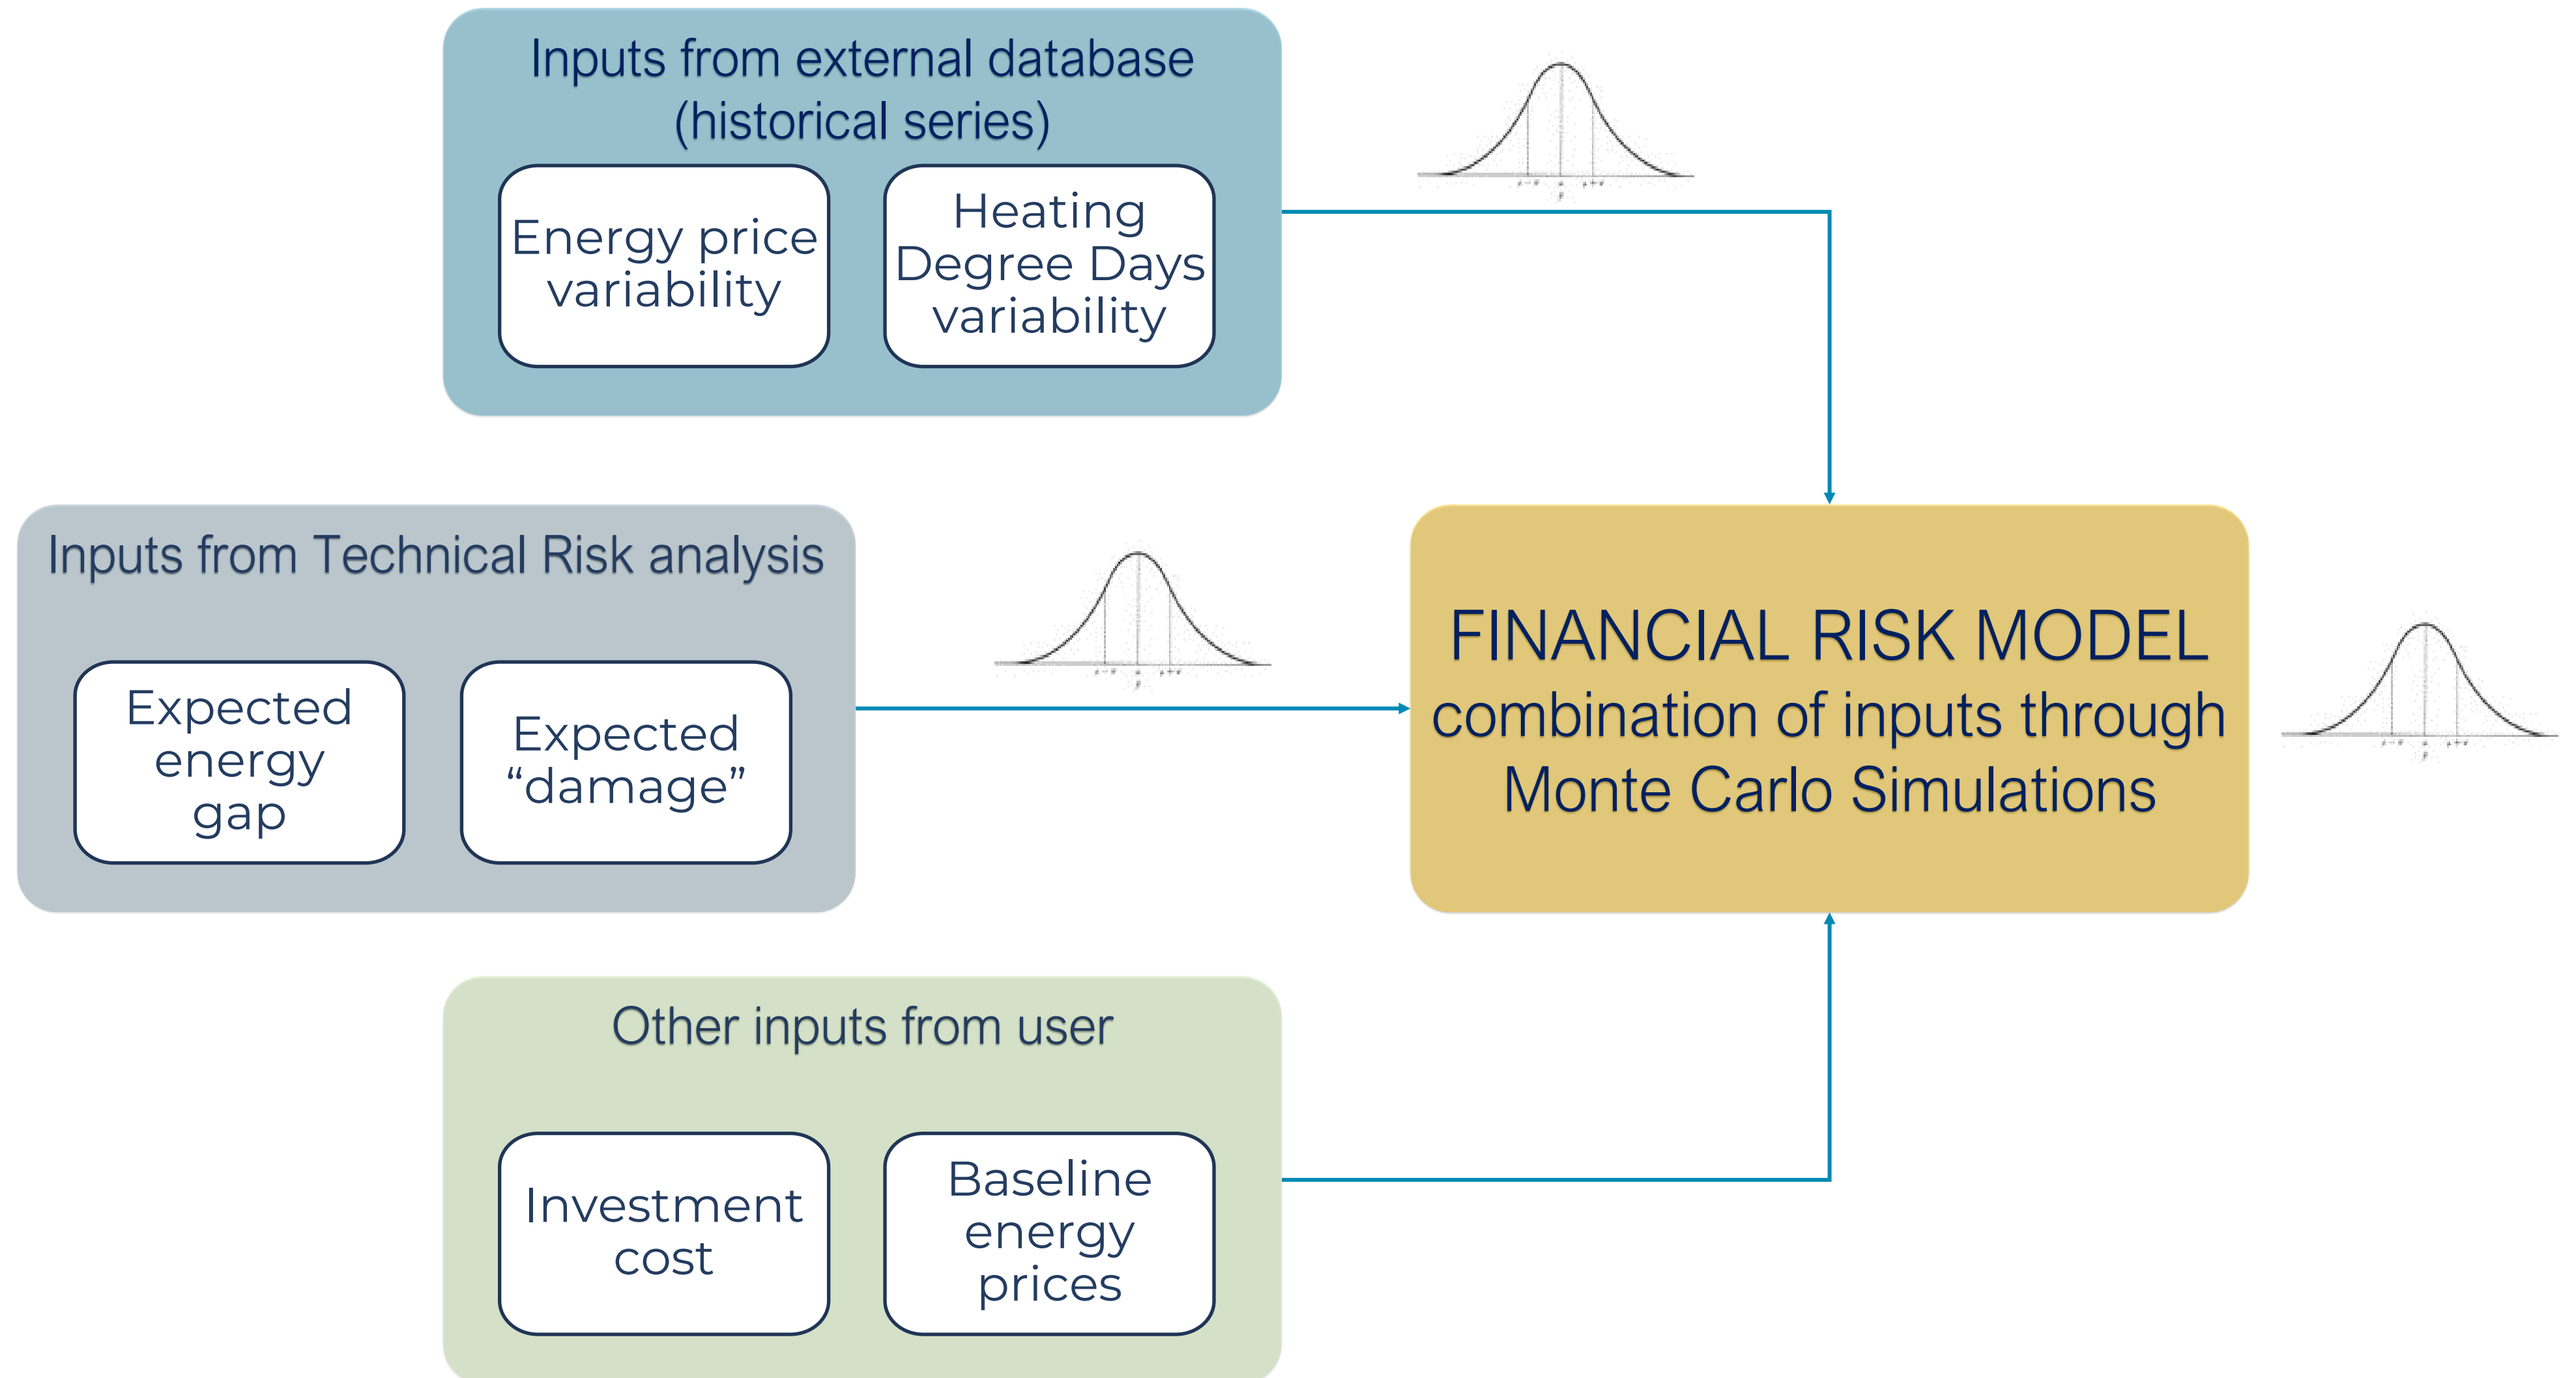 Inputs from external database
(historical series)
Energy price
variability
Heating
Degree Days
variability
Inputs from Technical Risk analysis
Expected
energy
gap
Expected
“damage”
FINANCIAL RISK MODEL
combination of inputs through
Monte Carlo Simulations
Other inputs from user
Investment
cost
Baseline
energy
prices